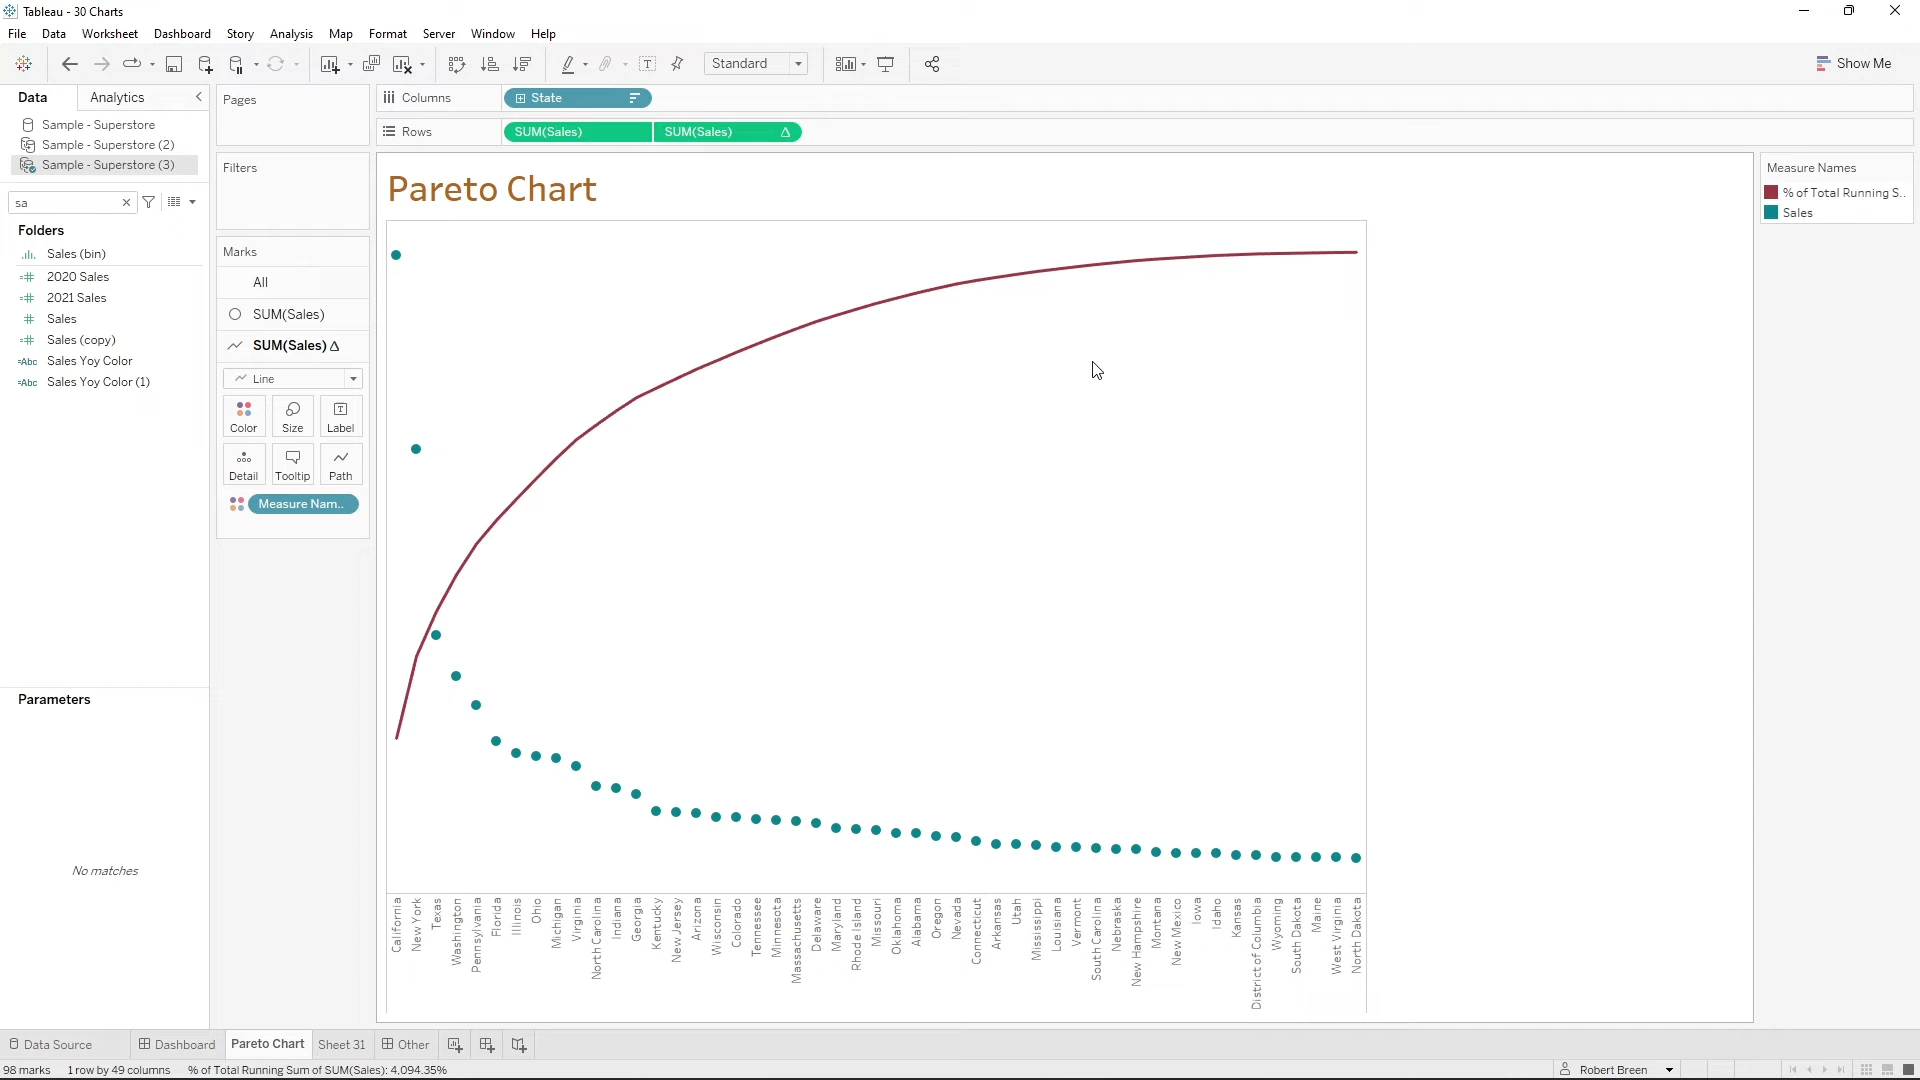 Tableau - 30 Charts
File Data Worksheet Dashboard Story Analysis Map Format Server Window Help
Standard
Show Me
Data Analytics
Sample - Superstore
Sample - Superstore (2)
Sample - Superstore (3)
sa
Folders
Sales (bin)
2020 Sales
2021 Sales
Sales
Sales (copy)
Abc Sales Yoy Color
Abc Sales Yoy Color (1)
Parameters
No matches
Pages
Filters
Marks
All
SUM(Sales)
SUM(Sales) Δ
Line
Color Size Label
Detail Tooltip Path
Measure Nam..
Columns State
Rows SUM(Sales) SUM(Sales) Δ
Pareto Chart
California
New York
Texas
Washington
Pennsylvania
Florida
Illinois
Ohio
Michigan
Virginia
North Carolina
Indiana
Georgia
Kentucky
New Jersey
Arizona
Wisconsin
Colorado
Tennessee
Minnesota
Massachusetts
Delaware
Maryland
Rhode Island
Missouri
Oklahoma
Alabama
Oregon
Nevada
Connecticut
Arkansas
Utah
Mississippi
Louisiana
Vermont
South Carolina
Nebraska
New Hampshire
Montana
New Mexico
Iowa
Idaho
Kansas
District of Columbia
Wyoming
South Dakota
Maine
West Virginia
North Dakota
Measure Names
% of Total Running S..
Sales
Data Source Dashboard Pareto Chart Sheet 31 Other
98 marks 1 row by 49 columns % of Total Running Sum of SUM(Sales): 4,094.35%
Robert Breen